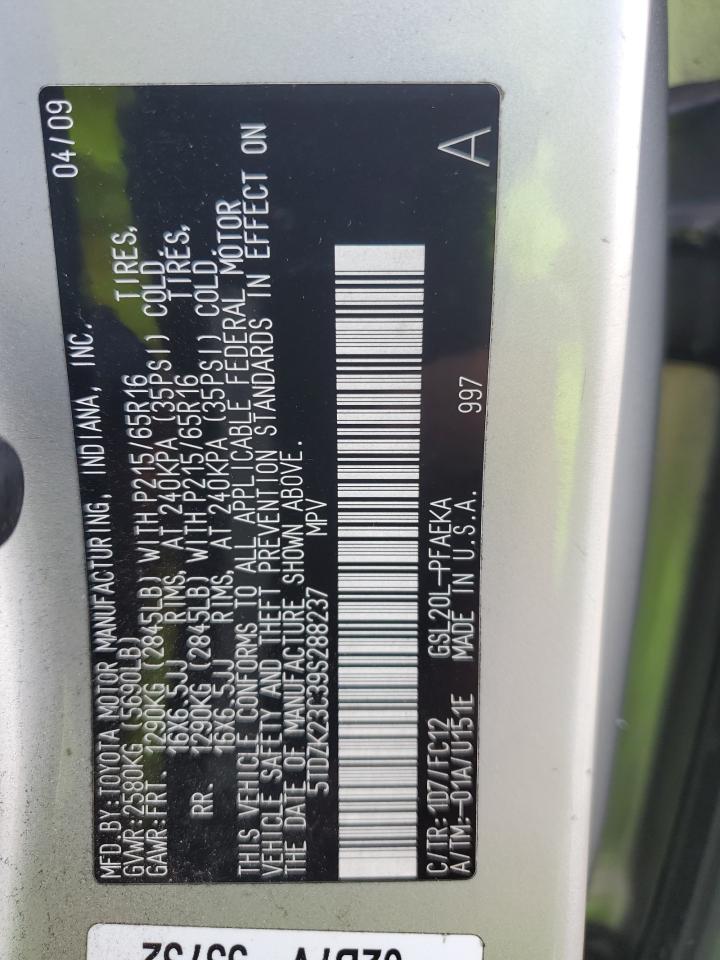 MFD.BY:TOYOTA MOTOR MANUFACTURING, INDIANA, INC. 04/09
GVWR:2580KG (5690LB)
GAWR:FRT. 1290KG (2845LB) WITH P215/65R16 TIRES,
16X6.5JJ RIMS, AT 240KPA (35PSI) COLD.
RR. 1290KG (2845LB) WITH P215/65R16 TIRES,
16X6.5JJ RIMS, AT 240KPA (35PSI) COLD.
THIS VEHICLE CONFORMS TO ALL APPLICABLE FEDERAL MOTOR
VEHICLE SAFETY AND THEFT PREVENTION STANDARDS IN EFFECT ON
THE DATE OF MANUFACTURE SHOWN ABOVE.
5TDZK23C39S288237 MPV
C/TR:1D7/FC12 GSL20L-PFAEKA A
A/TM:-01A/U151E MADE IN U.S.A. 997